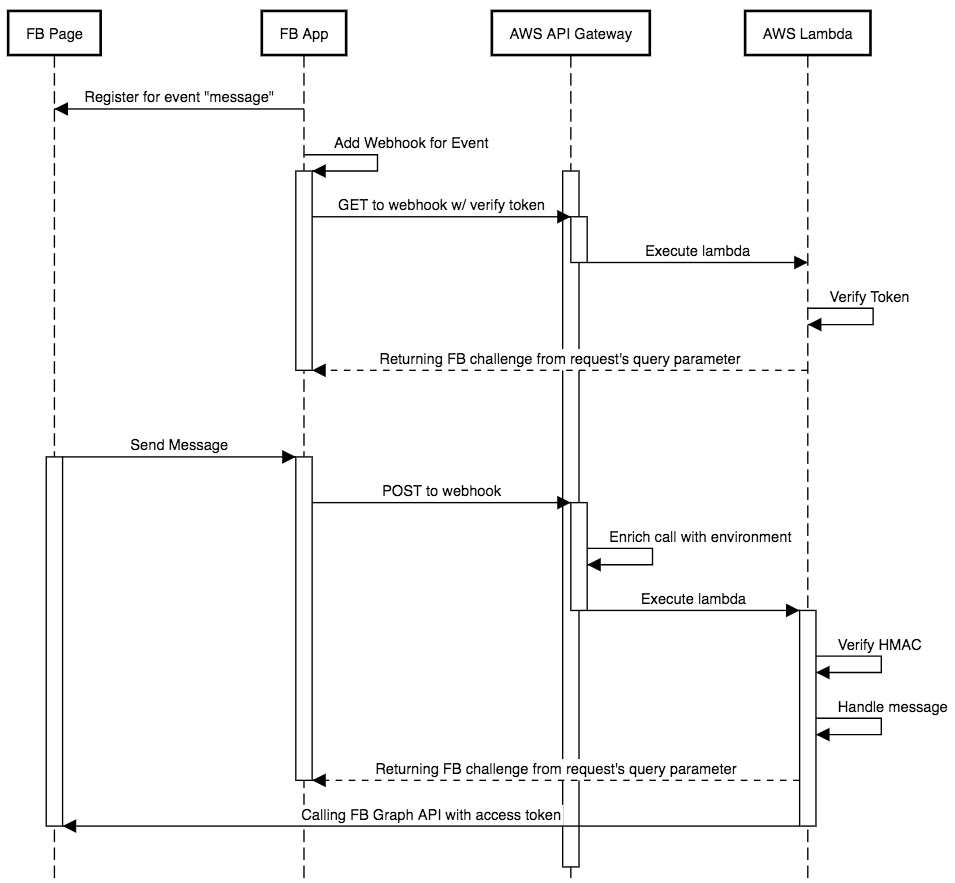 FB Page
FB App
AWS API Gateway
AWS Lambda
Register for event "message"
Add Webhook for Event
GET to webhook w/ verify token
Execute lambda
Verify Token
Returning FB challenge from request's query parameter
Send Message
POST to webhook
Enrich call with environment
Execute lambda
Verify HMAC
Handle message
Returning FB challenge from request's query parameter
Calling FB Graph API with access token